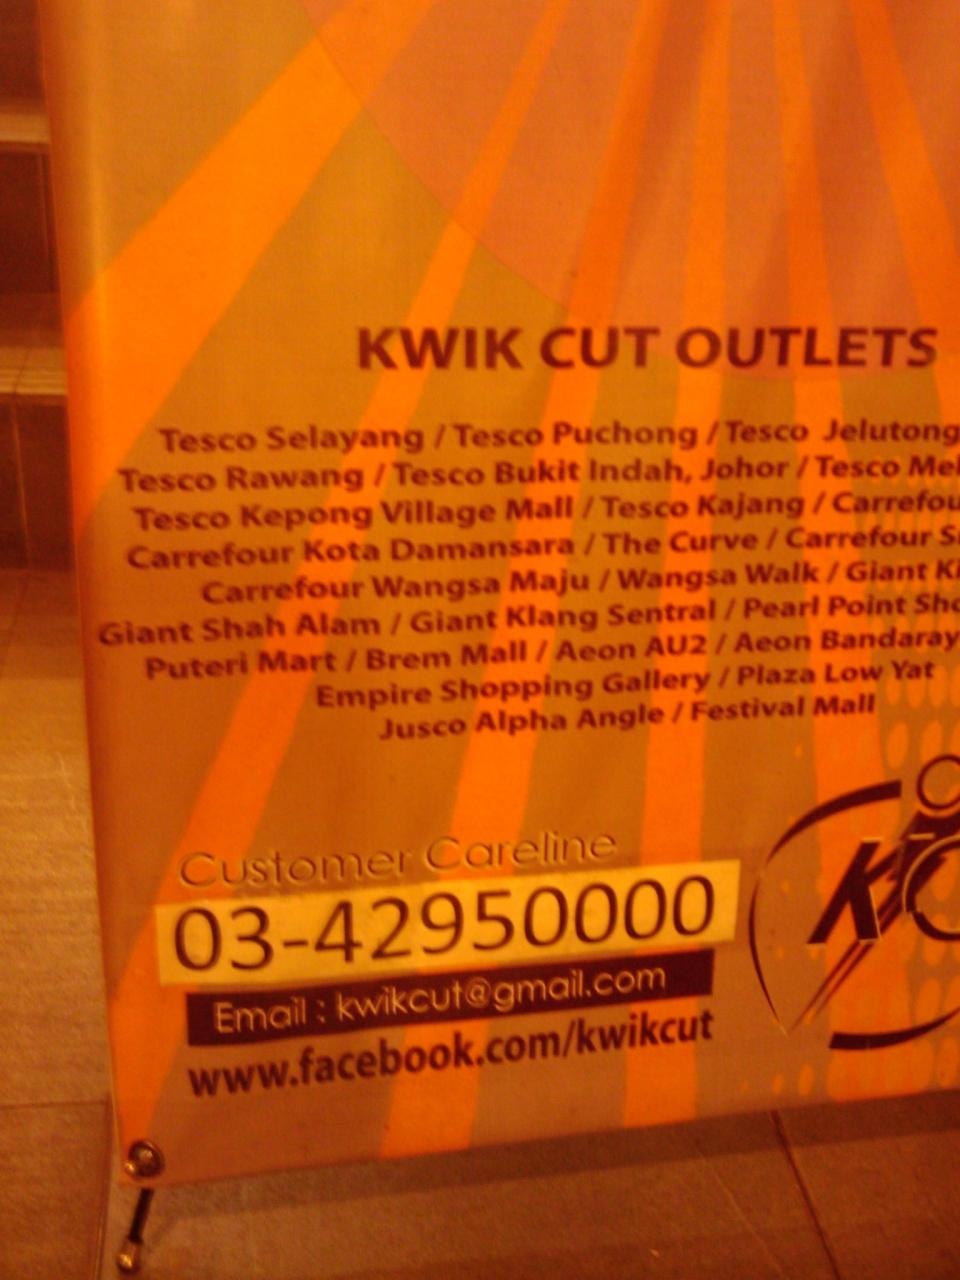 KWIK CUT OUTLETS
Tesco Selayang / Tesco Puchong / Tesco Jelutong
Tesco Rawang / Tesco Bukit Indah, Johor / Tesco
Tesco Kepong Village Mall / Tesco Kajang /
Carrefour Kota Damansara / The Curve / Carrefour
Carrefour Wangsa Maju / Wangsa Walk / Giant
Giant Shah Alam / Giant Klang Sentral / Pearl Point
Puteri Mart / Brem Mall / Aeon AU2 / Aeon Bandaray
Empire Shopping Gallery / Plaza Low Yat
Jusco Alpha Angle / Festival Mall
Customer Careline
03-42950000
Email : kwikcut@gmail.com
www.facebook.com/kwikcut